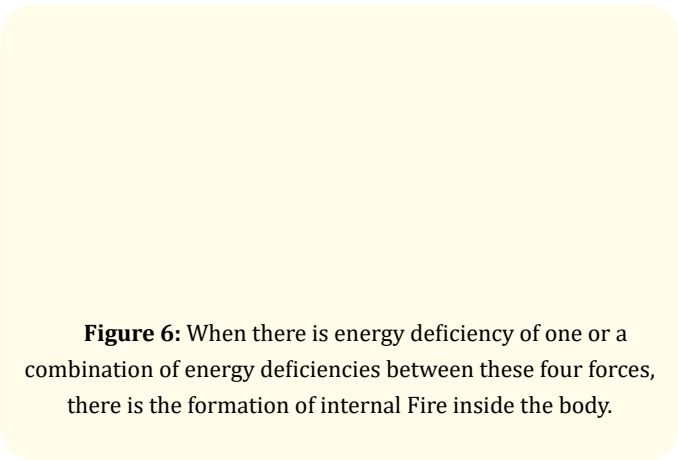 Figure 6: When there is energy deficiency of one or a
combination of energy deficiencies between these four forces,
there is the formation of internal Fire inside the body.